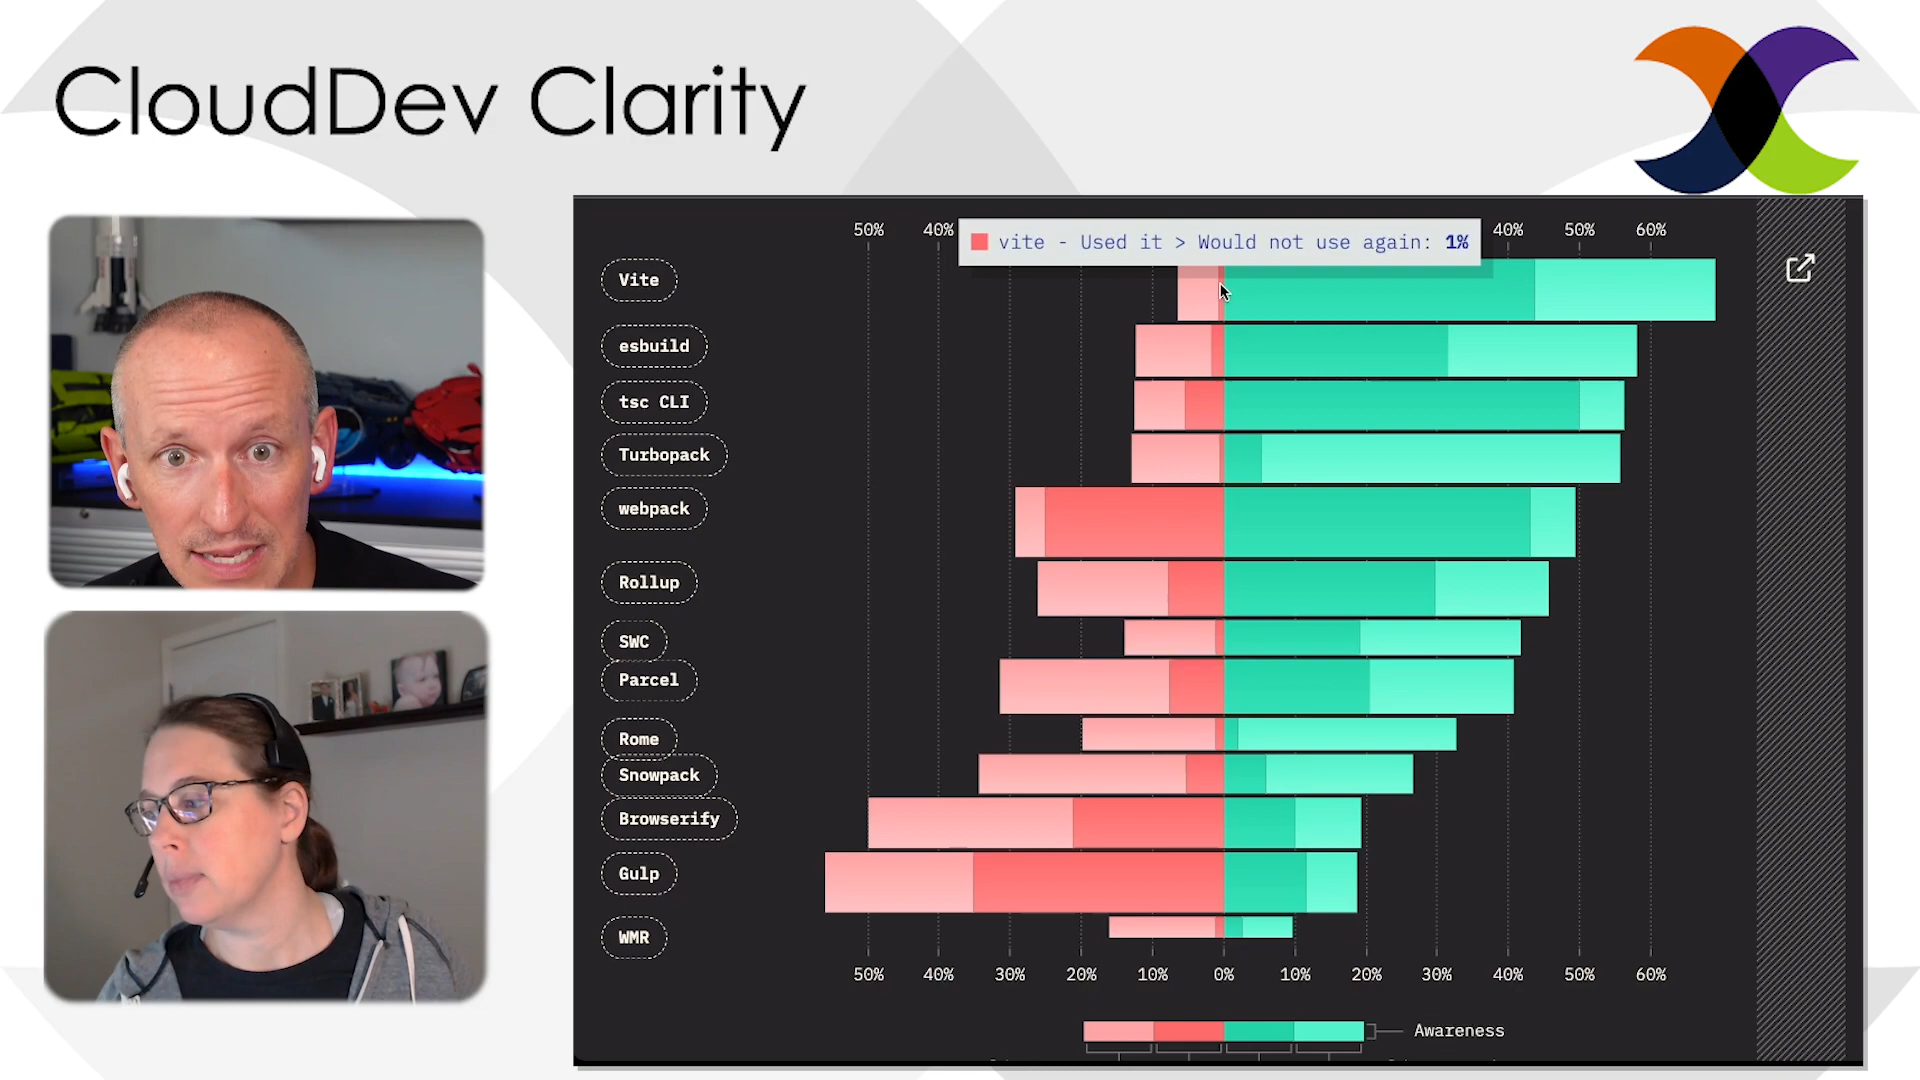 CloudDev Clarity
50% 40% 40% 50% 60%
vite - Used it > Would not use again: 1%
Vite
esbuild
tsc CLI
Turbopack
webpack
Rollup
SWC
Parcel
Rome
Snowpack
Browserify
Gulp
WMR
50% 40% 30% 20% 10% 0% 10% 20% 30% 40% 50% 60%
Awareness